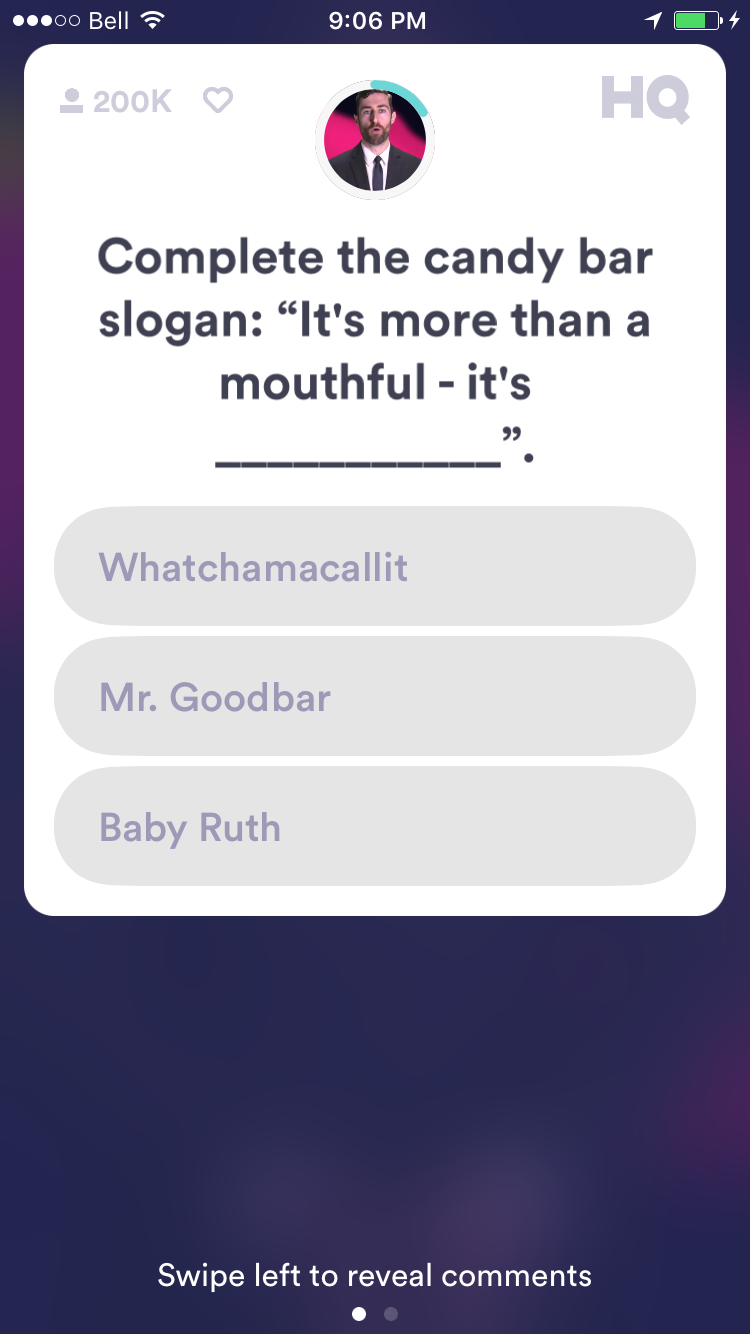 Bell 9:06 PM
200K HQ
Complete the candy bar
slogan: “It's more than a
mouthful - it's
___________”.
Whatchamacallit
Mr. Goodbar
Baby Ruth
Swipe left to reveal comments